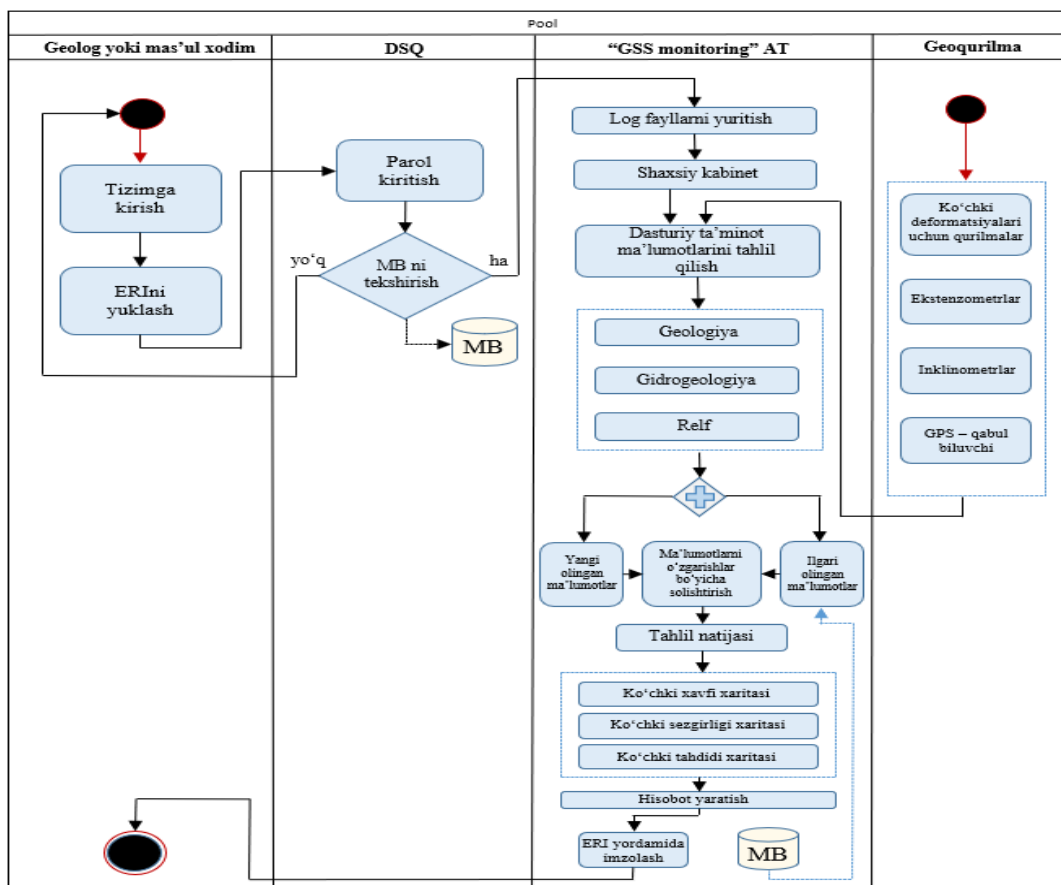 Pool
Geolog yoki mas’ul xodim
DSQ
“GSS monitoring” AT
Geoqurilma
Tizimga
kirish
ERIni
yuklash
Parol
kiritish
yo‘q
MB ni
tekshirish
ha
MB
Log fayllarni yuritish
Shaxsiy kabinet
Dasturiy ta’minot
ma’lumotlarini tahlil
qilish
Geologiya
Gidrogeologiya
Relf
Yangi
olingan
ma’lumotlar
Ma’lumotlarni
o‘zgarishlar
bo‘yicha
solishtirish
Ilgari
olingan
ma’lumotlar
Tahlil natijasi
Ko‘chki xavfi xaritasi
Ko‘chki sezgirligi xaritasi
Ko‘chki tahdidi xaritasi
Hisobot yaratish
ERI yordamida
imzolash
MB
Ko‘chki
deformatsiyalari
uchun qurilmalar
Ekstenzometrlar
Inklinometrlar
GPS – qabul
biluvchi